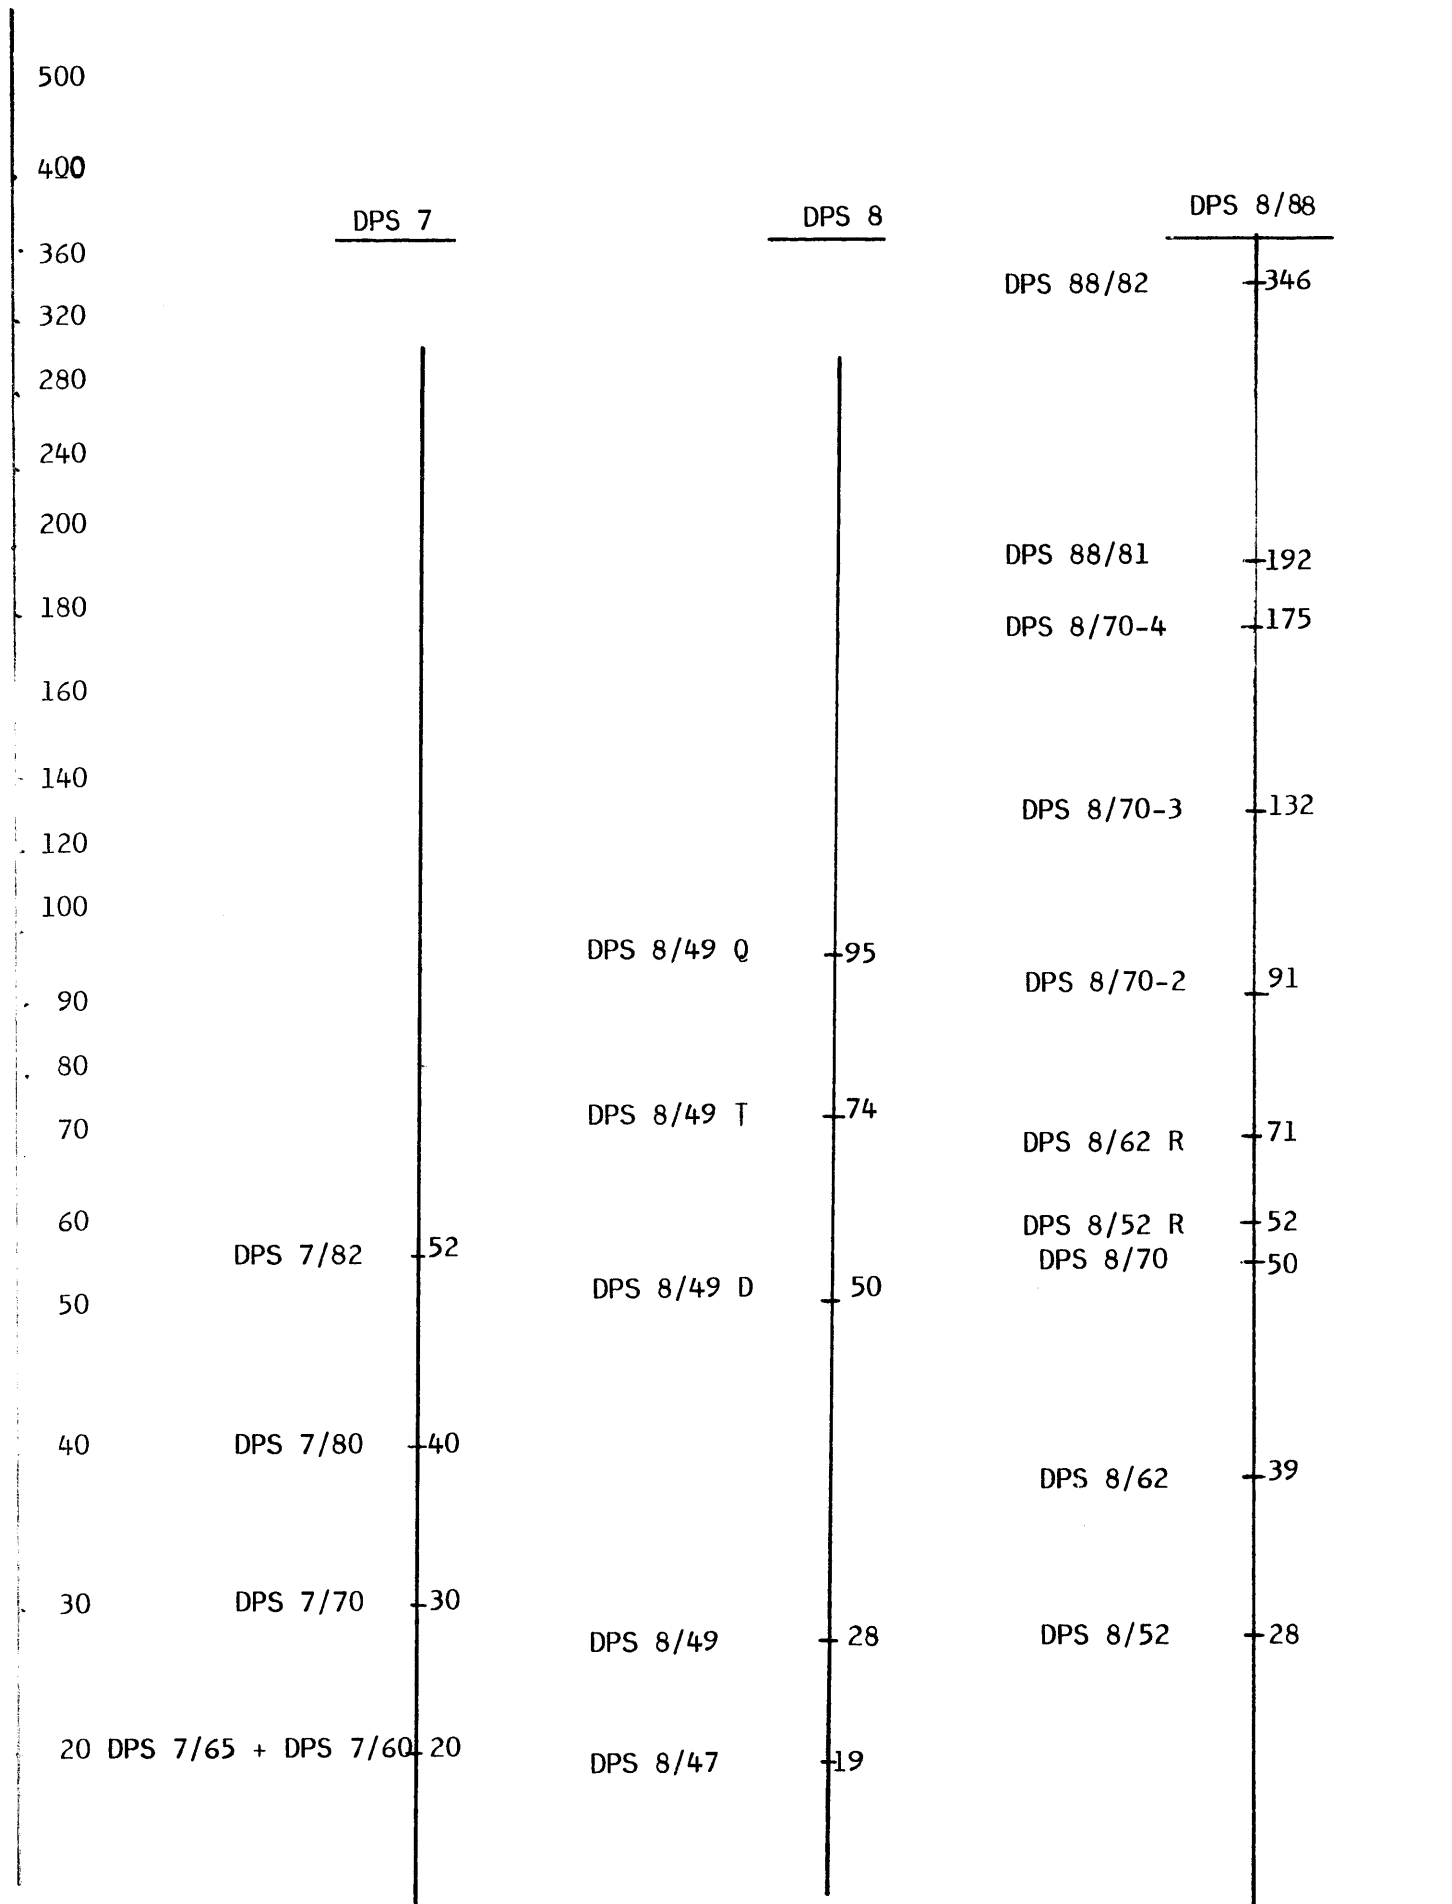 500
400
DPS 7 DPS 8 DPS 8/88
360
DPS 88/82 346
320
280
240
200
DPS 88/81 192
180
DPS 8/70-4 175
160
140
DPS 8/70-3 132
120
100
DPS 8/49 Q 95
DPS 8/70-2 91
90
80
DPS 8/49 T 74
70
DPS 8/62 R 71
60
DPS 8/52 R 52
DPS 7/82 52
DPS 8/70 50
DPS 8/49 D 50
50
40 DPS 7/80 40
DPS 8/62 39
30 DPS 7/70 30
DPS 8/49 28
DPS 8/52 28
20 DPS 7/65 + DPS 7/60 20
DPS 8/47 19